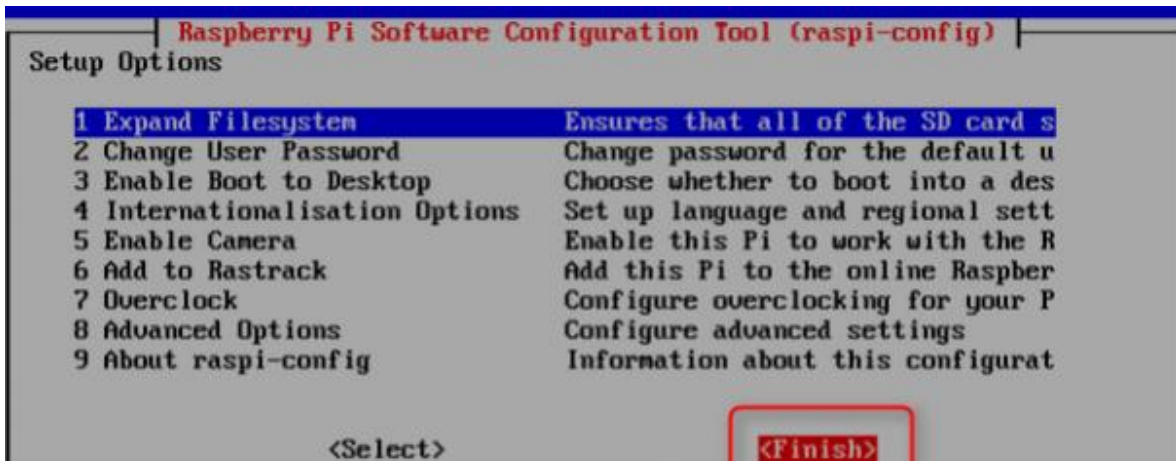 Raspberry Pi Software Configuration Tool (raspi-config)
Setup Options
1 Expand Filesystem Ensures that all of the SD card s
2 Change User Password Change password for the default u
3 Enable Boot to Desktop Choose whether to boot into a des
4 Internationalisation Options Set up language and regional sett
5 Enable Camera Enable this Pi to work with the R
6 Add to Rastrack Add this Pi to the online Raspber
7 Overclock Configure overclocking for your P
8 Advanced Options Configure advanced settings
9 About raspi-config Information about this configurat
<Select> <Finish>